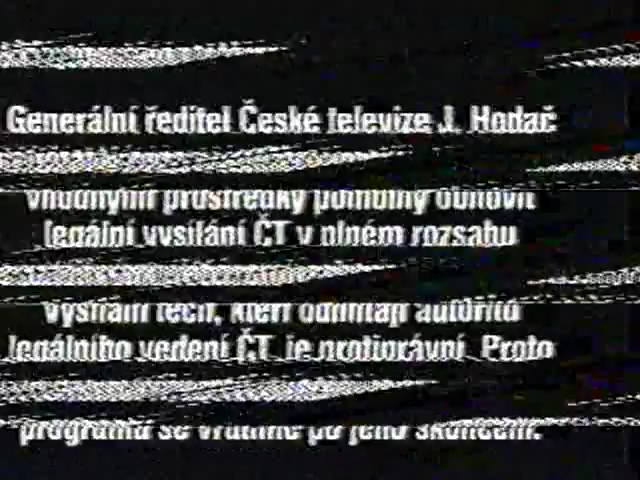 Generální ředitel České televize J. Hodač
vhodnými prostředky pomohly obnovit
legální vysílání ČT v plném rozsahu
Vysílání těch, kteří odmítají autoritu
legálního vedení ČT, je protiprávní. Proto
programu se vrátíme po jeho skončení.